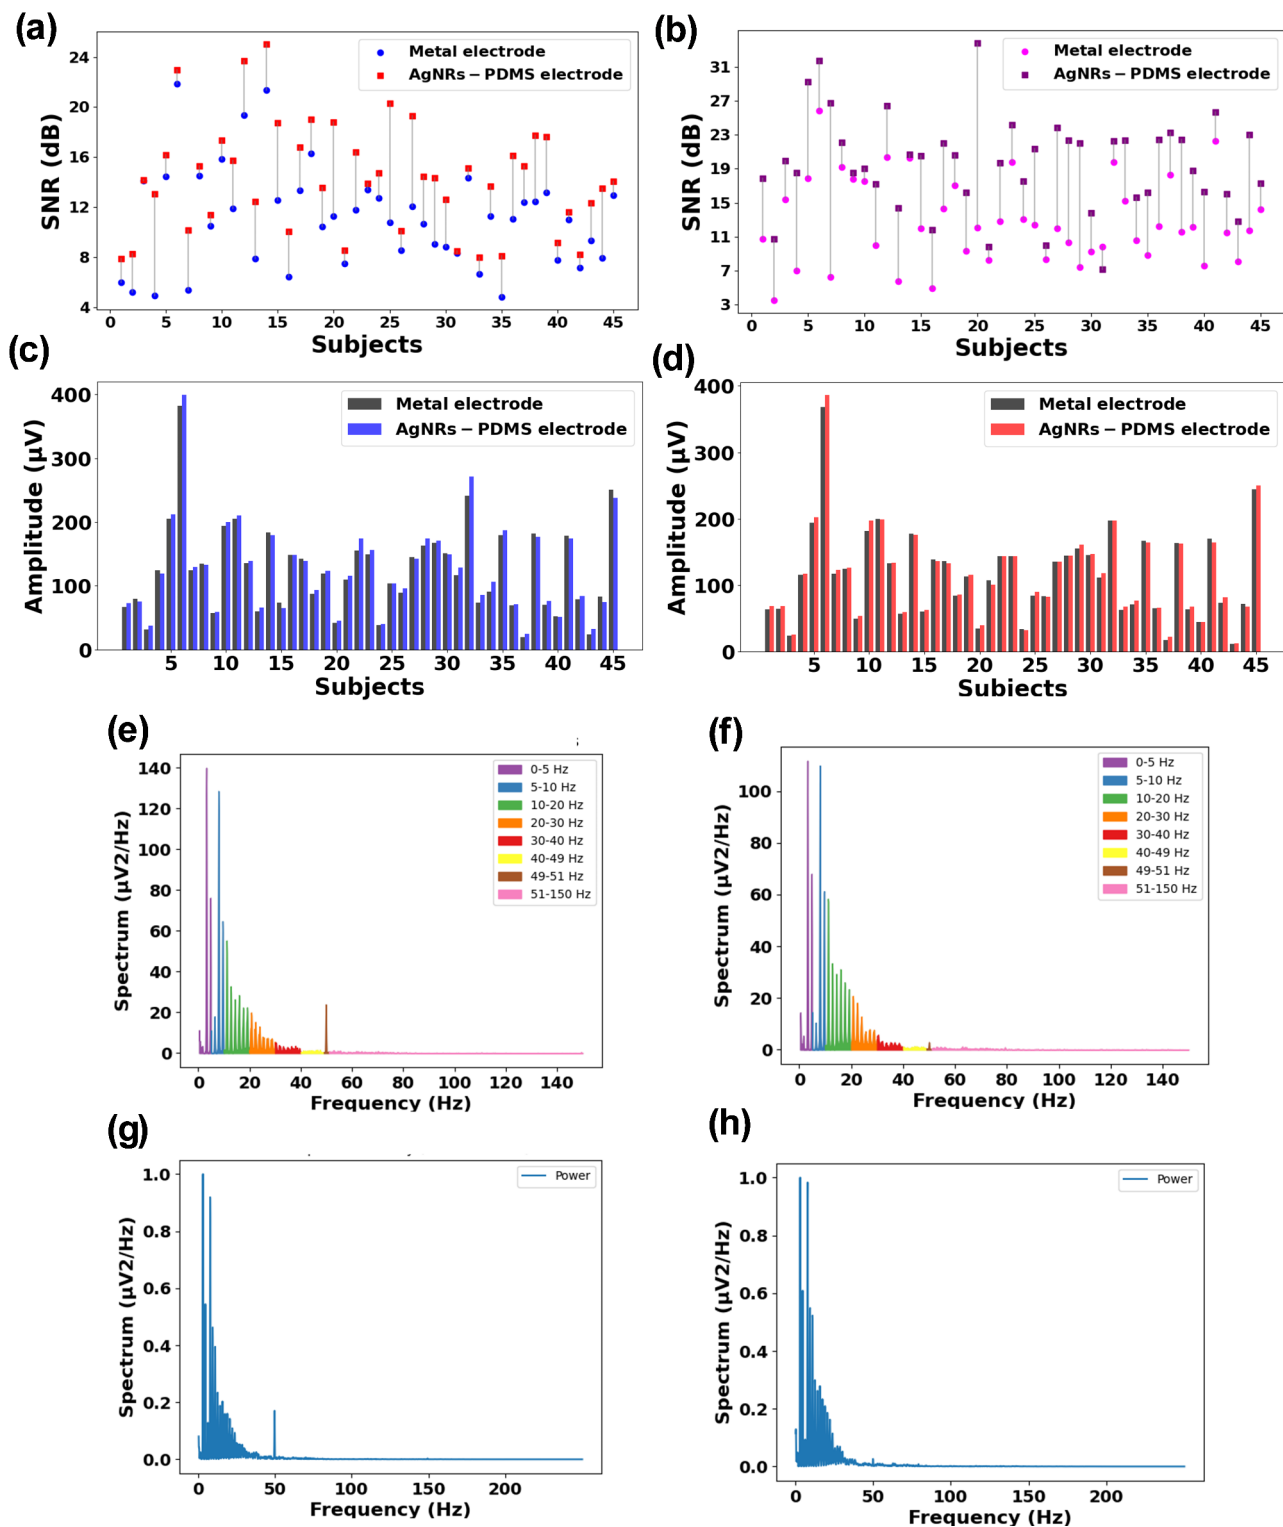 (a)
24
20
16
12
8
4
SNR (dB)
Metal electrode
AgNRs – PDMS electrode
0 5 10 15 20 25 30 35 40 45
Subjects
(b)
31
27
23
19
15
11
7
3
SNR (dB)
Metal electrode
AgNRs – PDMS electrode
0 5 10 15 20 25 30 35 40 45
Subjects
(c)
400
300
200
100
0
Amplitude (µV)
Metal electrode
AgNRs – PDMS electrode
5 10 15 20 25 30 35 40 45
Subjects
(d)
400
300
200
100
0
Amplitude (µV)
Metal electrode
AgNRs – PDMS electrode
5 10 15 20 25 30 35 40 45
Subiects
(e)
140
120
100
80
60
40
20
0
Spectrum (µV2/Hz)
0-5 Hz
5-10 Hz
10-20 Hz
20-30 Hz
30-40 Hz
40-49 Hz
49-51 Hz
51-150 Hz
0 20 40 60 80 100 120 140
Frequency (Hz)
(f)
100
80
60
40
20
0
Spectrum (µV2/Hz)
0-5 Hz
5-10 Hz
10-20 Hz
20-30 Hz
30-40 Hz
40-49 Hz
49-51 Hz
51-150 Hz
0 20 40 60 80 100 120 140
Frequency (Hz)
(g)
1.0
0.8
0.6
0.4
0.2
0.0
Spectrum (µV2/Hz)
Power
0 50 100 150 200
Frequency (Hz)
(h)
1.0
0.8
0.6
0.4
0.2
0.0
Spectrum (µV2/Hz)
Power
0 50 100 150 200
Frequency (Hz)